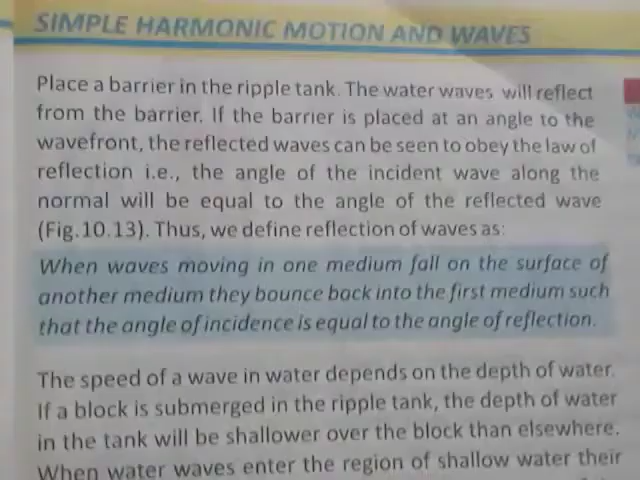 SIMPLE HARMONIC MOTION AND WAVES
Place a barrier in the ripple tank. The water waves will reflect
from the barrier. If the barrier is placed at an angle to the
wavefront, the reflected waves can be seen to obey the law of
reflection i.e., the angle of the incident wave along the
normal will be equal to the angle of the reflected wave
(Fig.10.13). Thus, we define reflection of waves as:
When waves moving in one medium fall on the surface of
another medium they bounce back into the first medium such
that the angle of incidence is equal to the angle of reflection.
The speed of a wave in water depends on the depth of water.
If a block is submerged in the ripple tank, the depth of water
in the tank will be shallower over the block than elsewhere.
When water waves enter the region of shallow water their